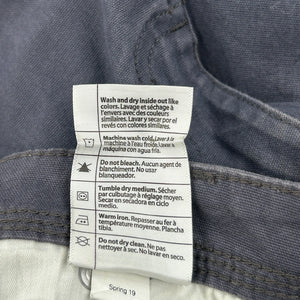 Wash and dry inside out like
colors. Lavage et séchage à
l'envers avec des couleurs
similaires. Lavar y secar por el
revés con colores similares.
Machine wash cold. Laver à la
machine à l'eau froide. Lavar a
máquina con agua fria.
Do not bleach. Aucun agent de
blanchiment. No usar
blanqueador.
Tumble dry medium. Sécher
par culbutage à réglage moyen.
Secar en secadora en ciclo
medio.
Warm iron. Repasser au fer à
température moyenne. Plancha
tibia.
Do not dry clean. Ne pas
nettoyer à sec. No lavar en seco.
Spring 19